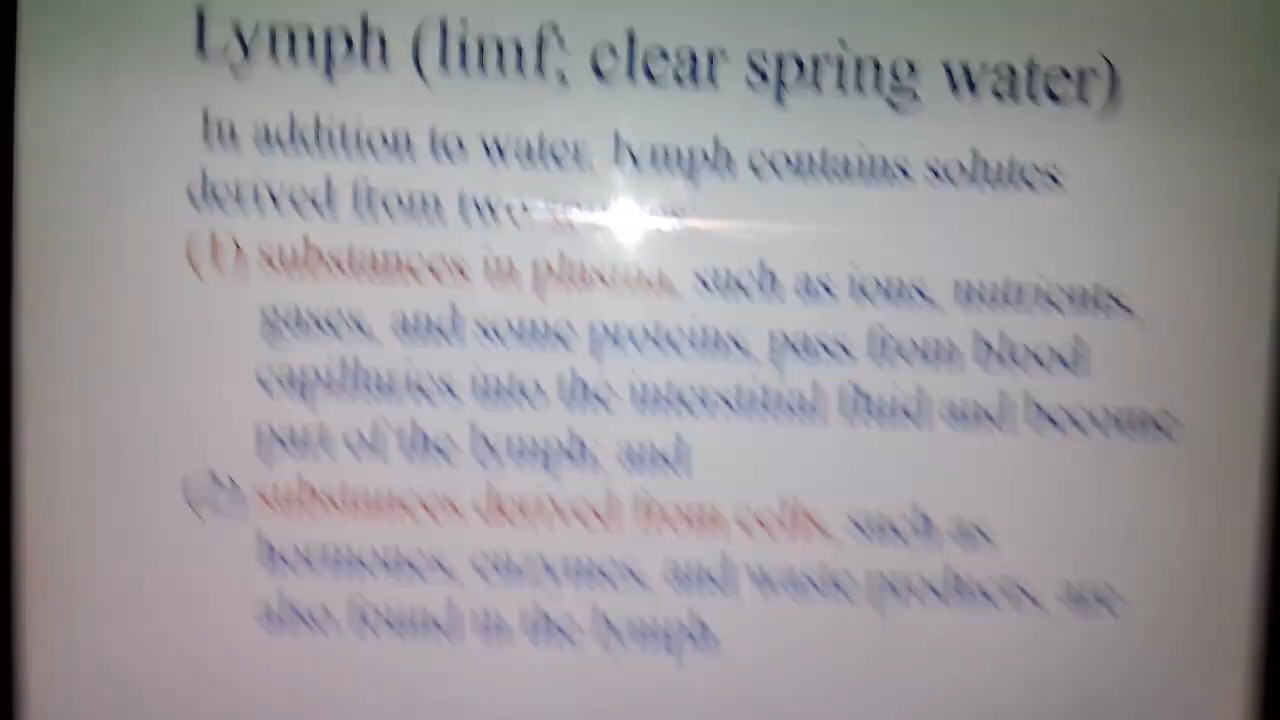 Lymph (limf; clear spring water)
In addition to water, lymph contains solutes
derived from two
(1) substances in plasma, such as ions, nutrients,
gases, and some proteins, pass from blood
capillaries into the interstitial fluid and become
part of the lymph; and
(2) substances derived from cells, such as
hormones, enzymes, and waste products, are
also found in the lymph